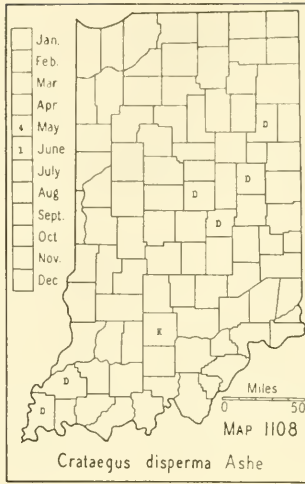 Jan.
Feb.
Mar
Apr
4 May
1 June
July
Aug
Sept.
Oct
Nov.
Dec
D
D
D
D
K
D
D
Miles
0 50
MAP 1108
Crataegus disperma Ashe